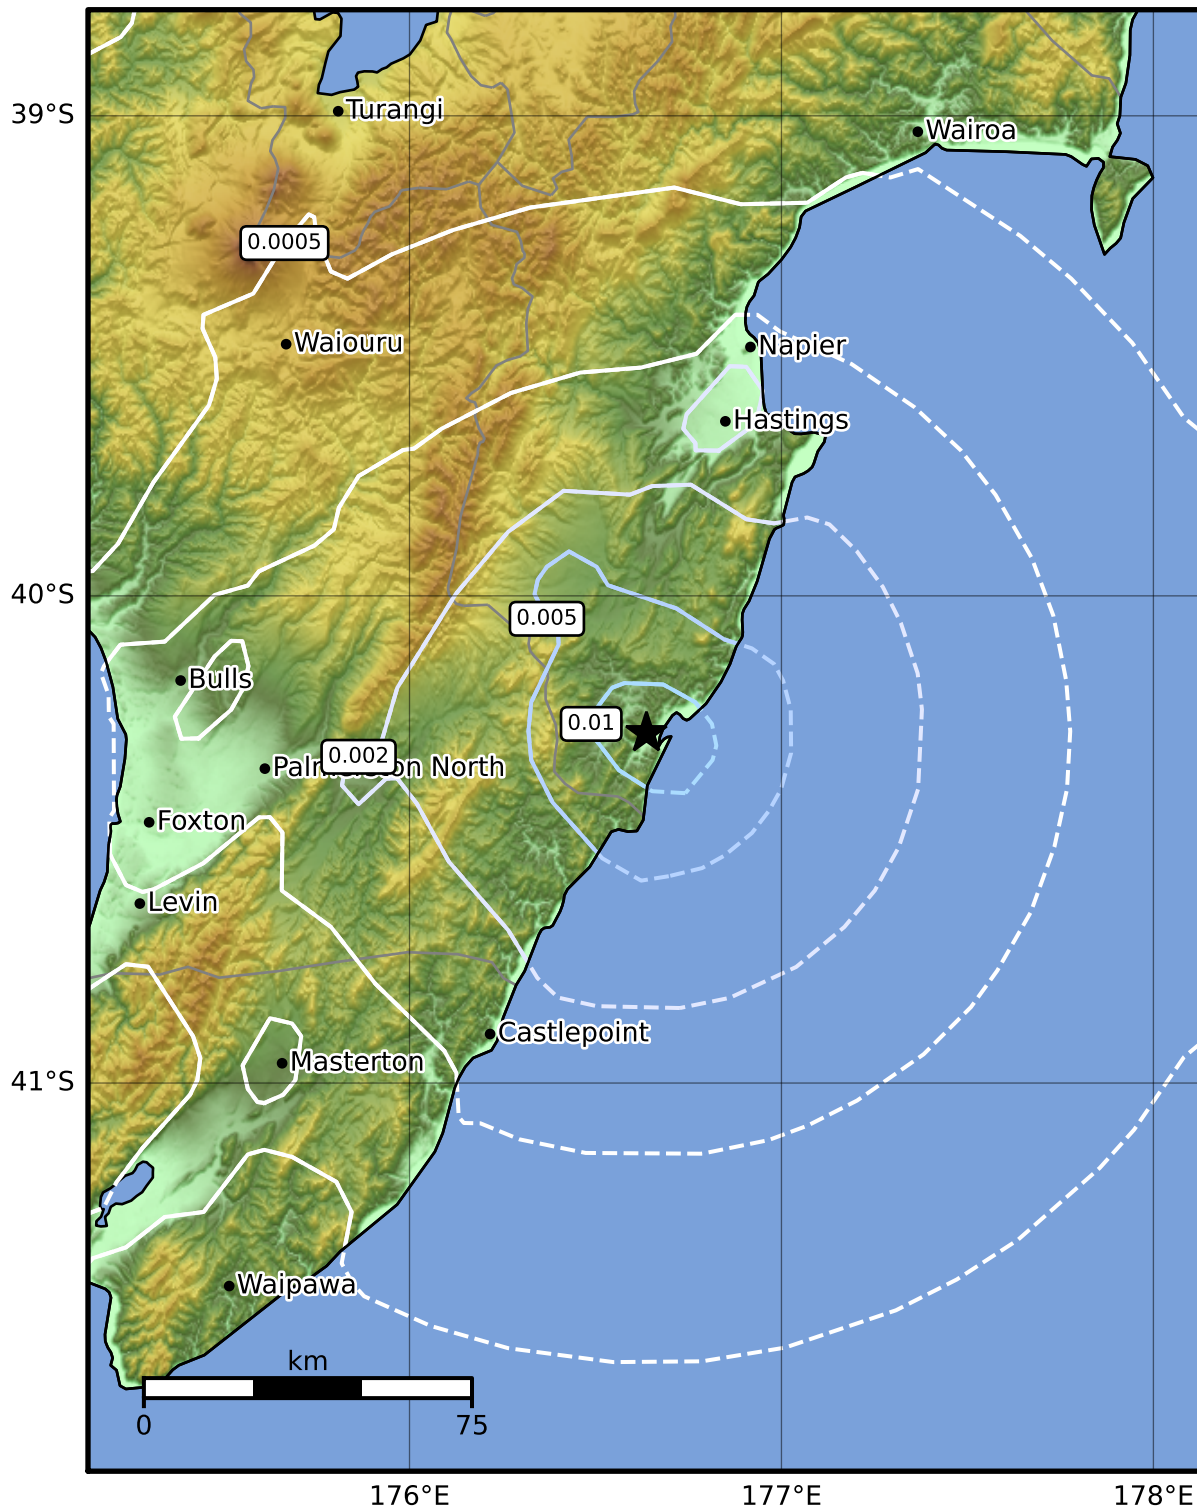 39°S
Turangi
Wairoa
0.0005
Waiouru
Napier
Hastings
40°S
0.005
Bulls
0.01
0.002
Palmerston North
Foxton
Levin
Castlepoint
Masterton
41°S
Waipawa
km
0 75
176°E 177°E 178°E